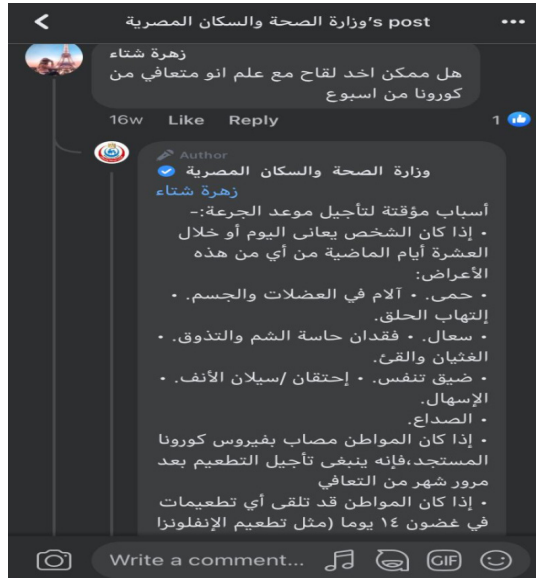 وزارة الصحة والسكان المصرية's post
زهرة شتاء
هل ممكن اخد لقاح مع علم انو متعافي من
كورونا من اسبوع
16w Like Reply 1
Author
وزارة الصحة والسكان المصرية
زهرة شتاء
أسباب مؤقتة لتأجيل موعد الجرعة:-
• إذا كان الشخص يعانى اليوم أو خلال
العشرة أيام الماضية من أي من هذه
الأعراض:
• حمى. • آلام في العضلات والجسم. •
إلتهاب الحلق.
• سعال. • فقدان حاسة الشم والتذوق. •
الغثيان والقئ.
• ضيق تنفس. • إحتقان /سيلان الأنف. •
الإسهال.
• الصداع.
• إذا كان المواطن مصاب بفيروس كورونا
المستجد،فإنه ينبغى تأجيل التطعيم بعد
مرور شهر من التعافي
• إذا كان المواطن قد تلقى أي تطعيمات
في غضون ١٤ يوما (مثل تطعيم الإنفلونزا
Write a comment...
GIF